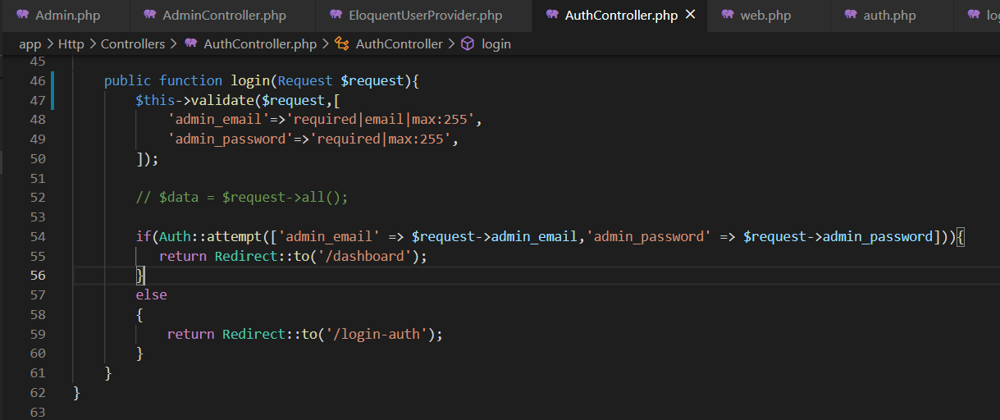 Admin.php AdminController.php EloquentUserProvider.php AuthController.php × web.php auth.php
app > Http > Controllers > AuthController.php > AuthController > login
45
46 public function login(Request $request){
47 $this->validate($request,[
48 'admin_email'=>'required|email|max:255',
49 'admin_password'=>'required|max:255',
50 ]);
51
52 // $data = $request->all();
53
54 if(Auth::attempt(['admin_email' => $request->admin_email,'admin_password' => $request->admin_password])){
55 return Redirect::to('/dashboard');
56 }
57 else
58 {
59 return Redirect::to('/login-auth');
60 }
61 }
62 }
63